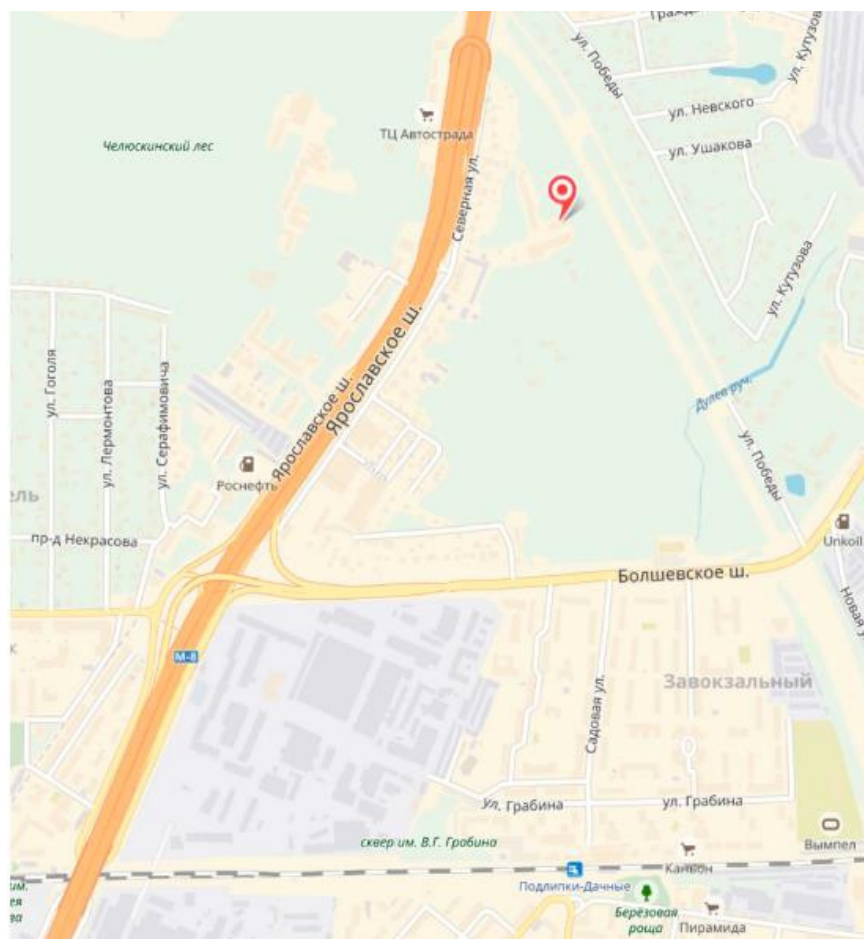 ул. Победы
ул. Кутузова
ул. Невского
ТЦ Автострада
Челюскинский лес
ул. Ушакова
Северная ул.
ул. Кутузова
Ярославское ш.
Ярославское ш.
ул. Гоголя
ул. Лермонтова
ул. Серафимовича
Дулев руч.
ул. Победы
Роснефть
пр-д Некрасова
Unkoil
Болшевское ш.
М-8
Завокзальный
Садовая ул.
ул. Грабина
ул. Грабина
сквер им. В.Г. Грабина
Вымпел
Каньон
Подлипки-Дачные
Берёзовая
роща
Пирамида